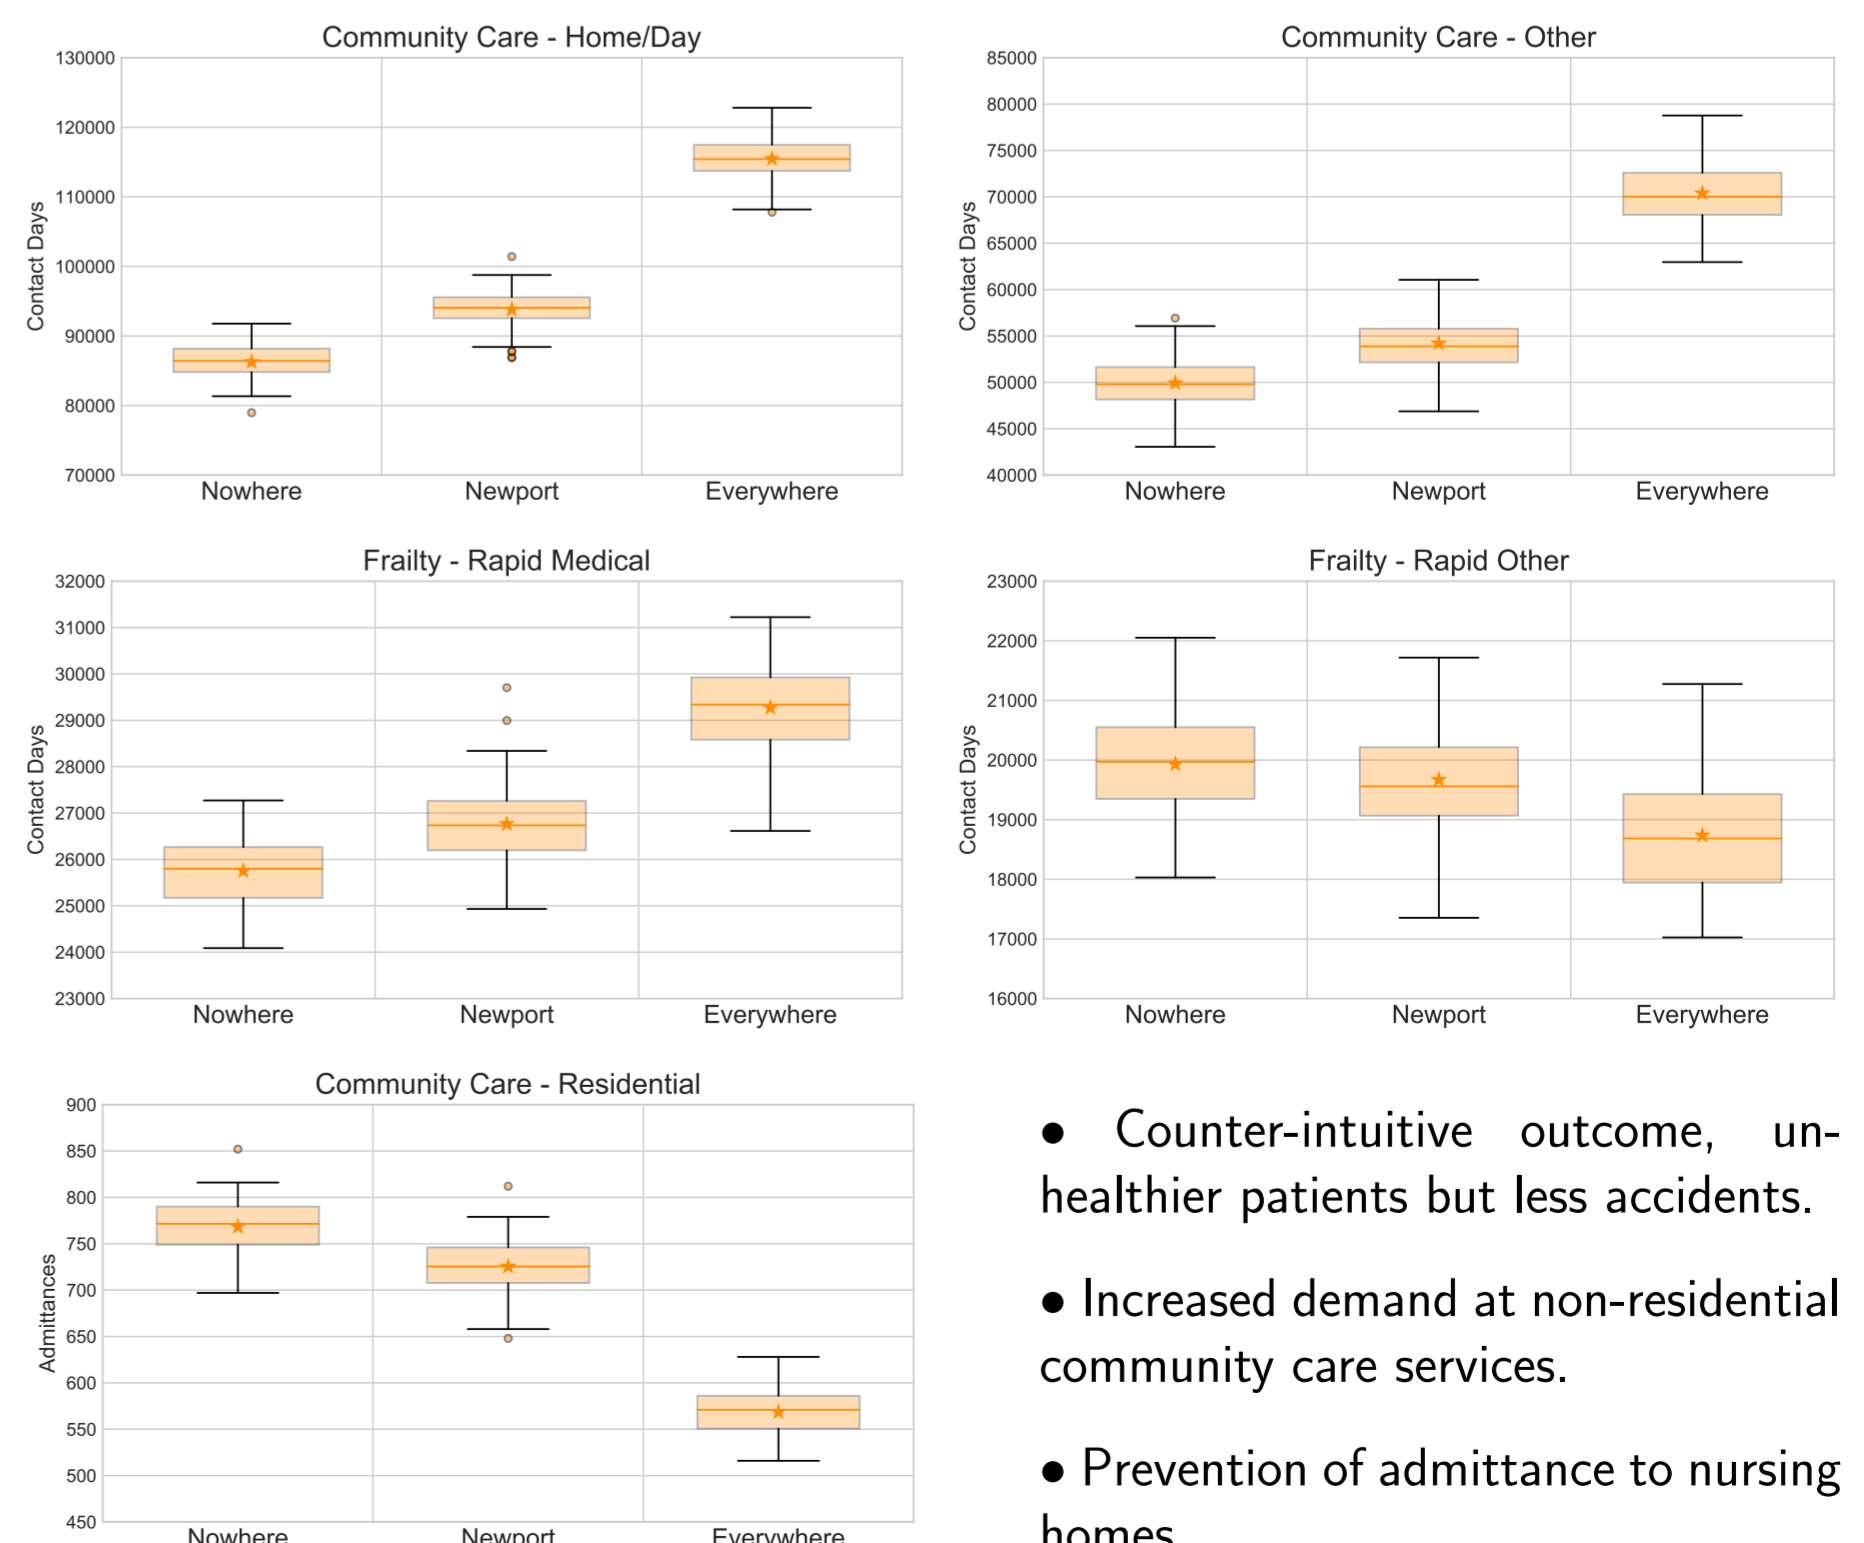 Community Care - Home/Day
130000
120000
110000
100000
90000
80000
70000
Contact Days
Nowhere Newport Everywhere
Community Care - Other
85000
80000
75000
70000
65000
60000
55000
50000
45000
40000
Contact Days
Nowhere Newport Everywhere
Frailty - Rapid Medical
32000
31000
30000
29000
28000
27000
26000
25000
24000
23000
Contact Days
Nowhere Newport Everywhere
Frailty - Rapid Other
23000
22000
21000
20000
19000
18000
17000
16000
Contact Days
Nowhere Newport Everywhere
Community Care - Residential
900
850
800
750
700
650
600
550
500
450
Admittances
Nowhere Newport Everywhere
• Counter-intuitive outcome, un-
healthier patients but less accidents.
• Increased demand at non-residential
community care services.
• Prevention of admittance to nursing
homes